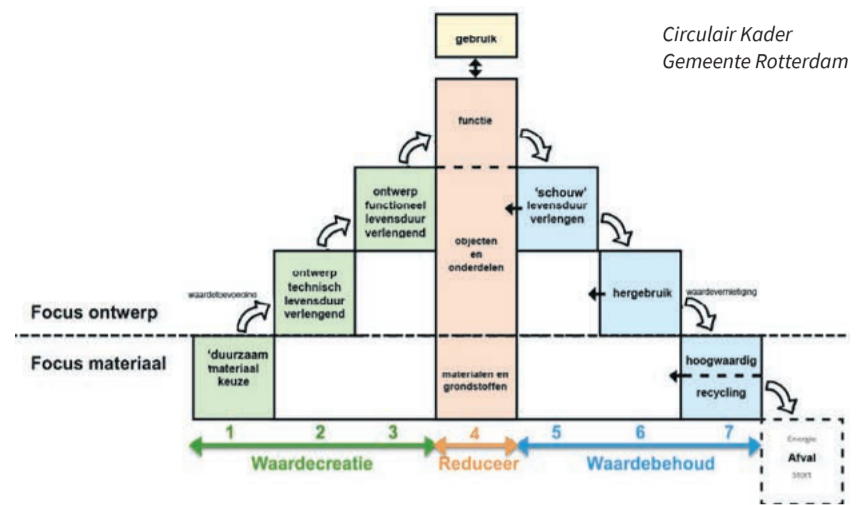 Circulair Kader
Gemeente Rotterdam
gebruik
functie
ontwerp
functioneel
levensduur
verlengend
'schouw'
levensduur
verlengen
objecten
en
onderdelen
ontwerp
technisch
levensduur
verlengend
hergebruik
waardetoevoeging
waardevernietiging
Focus ontwerp
Focus materiaal
'duurzaam
materiaal
keuze
materialen en
grondstoffen
hoogwaardig
recycling
1 2 3 4 5 6 7
Waardecreatie Reduceer Waardebehoud
Energie
Afval
stort